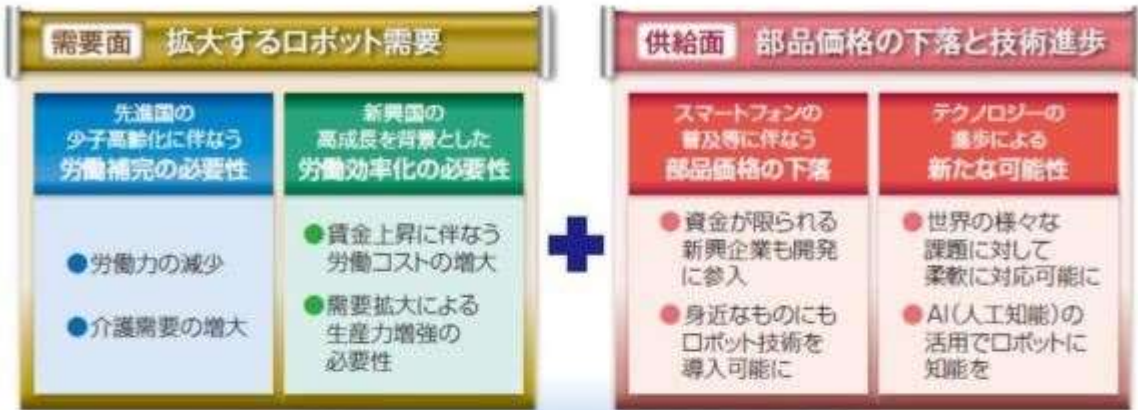 需要面 拡大するロボット需要
先進国の
少子高齢化に伴なう
労働補完の必要性
●労働力の減少
●介護需要の増大
新興国の
高成長を背景とした
労働効率化の必要性
●賃金上昇に伴なう
労働コストの増大
●需要拡大による
生産力増強の
必要性
供給面 部品価格の下落と技術進歩
スマートフォンの
普及等に伴なう
部品価格の下落
●資金が限られる
新興企業も開発
に参入
●身近なものにも
ロボット技術を
導入可能に
テクノロジーの
進歩による
新たな可能性
●世界の様々な
課題に対して
柔軟に対応可能に
●AI(人工知能)の
活用でロボットに
知能を